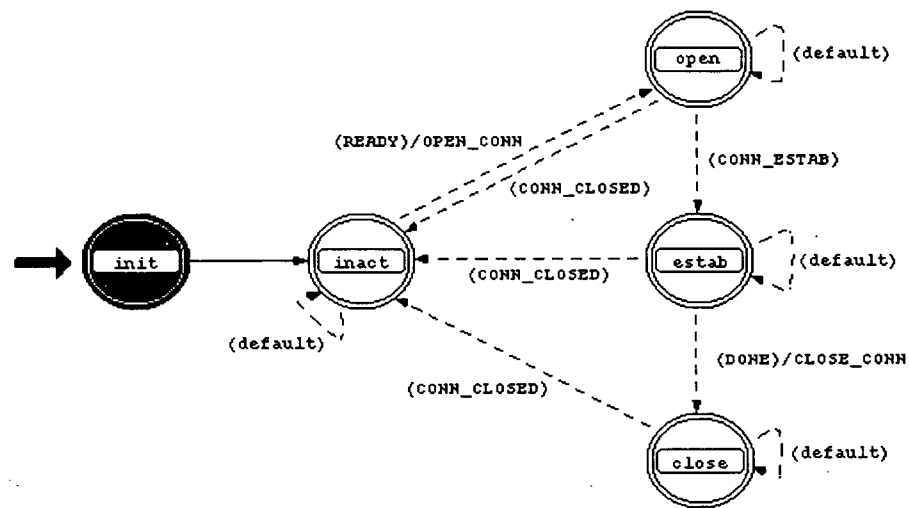 open
(default)
(READY)/OPEN_CONN
(CONN_ESTAB)
(CONN_CLOSED)
init
inact
estab
(default)
(CONN_CLOSED)
(default)
(DONE)/CLOSE_CONN
(CONN_CLOSED)
close
(default)